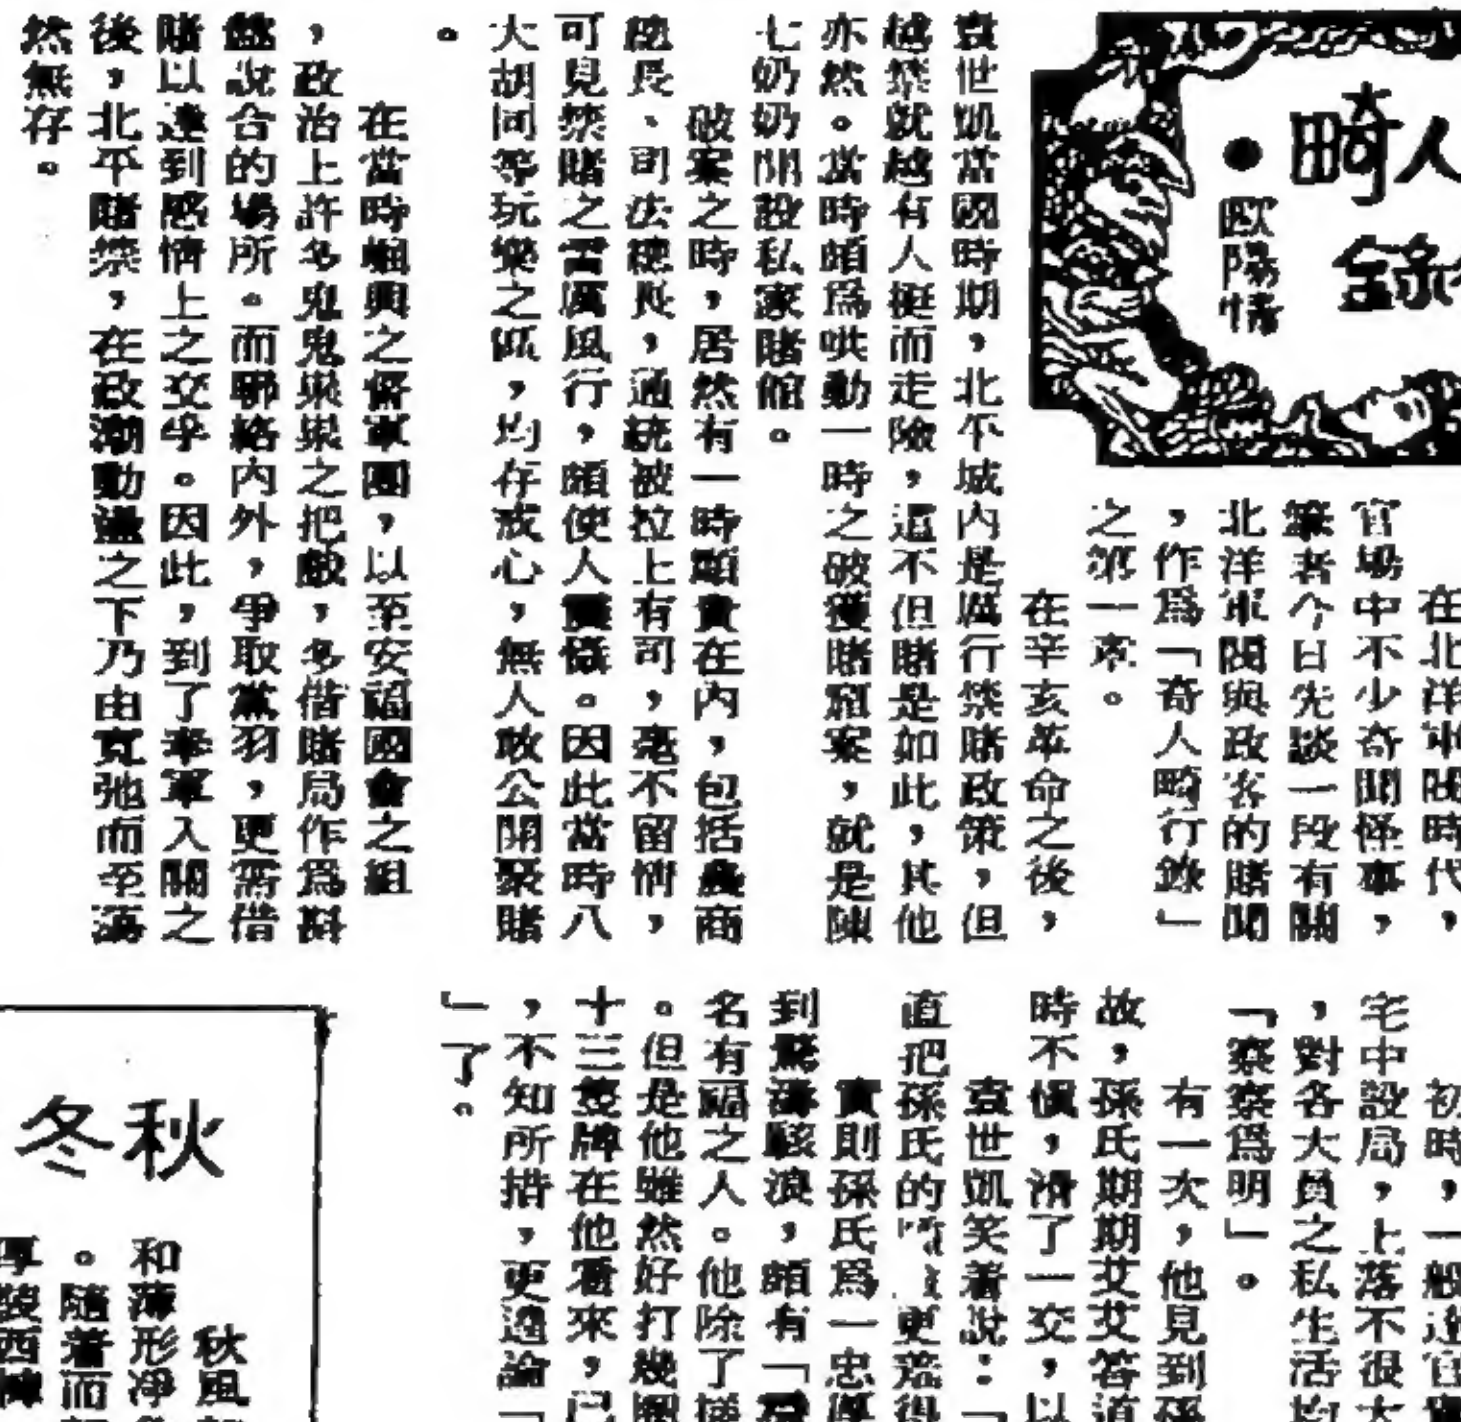 畸人
錄
•歐陽情
在北洋軍閥時代，
官場中不少奇聞怪事，
筆者今日先談一段有關
北洋軍閥與政客的賭聞
，作爲「奇人畸行錄」
之第一章。
在辛亥革命之後，
袁世凱當國時期，北平城內是厲行禁賭政策，但
越禁就越有人挺而走險，這不但賭是如此，其他
亦然。當時頗爲哄動一時之破獲賭窟案，就是陳
七奶奶開設私家賭館。
破案之時，居然有一時顯貴在內，包括農商
總長、司法總長，通統被拉上有司，毫不留情，
可見禁賭之雷厲風行，頗使人震懾。因此當時八
大胡同等玩樂之區，均存戒心，無人敢公開聚賭
。
在當時崛興之督軍團，以至安福國會之組
，政治上許多鬼鬼祟祟之把戲，多借賭局作爲斟
盤說合的場所。而聯絡內外，爭取黨羽，更需借
賭以達到感情上之交孚。因此，到了奉軍入關之
後，北平賭禁，在政潮動盪之下乃由寬弛而至蕩
然無存。
初時，一般達官
宅中設局，上落不很大
，對各大員之私生活均
「察察爲明」。
有一次，他見到孫
故，孫氏期期艾艾答道
時不慎，滑了一交，以
袁世凱笑着說：「
直把孫氏的 更惹得
實則孫氏爲一忠厚
到驚濤駭浪，頗有「
名有福之人。他除了
。但是他雖然好打幾圈
十三隻牌在他看來，已
，不知所措，更遑論「
」了。
秋
冬
秋風
和薄形淨
。隨着而
厚裝西